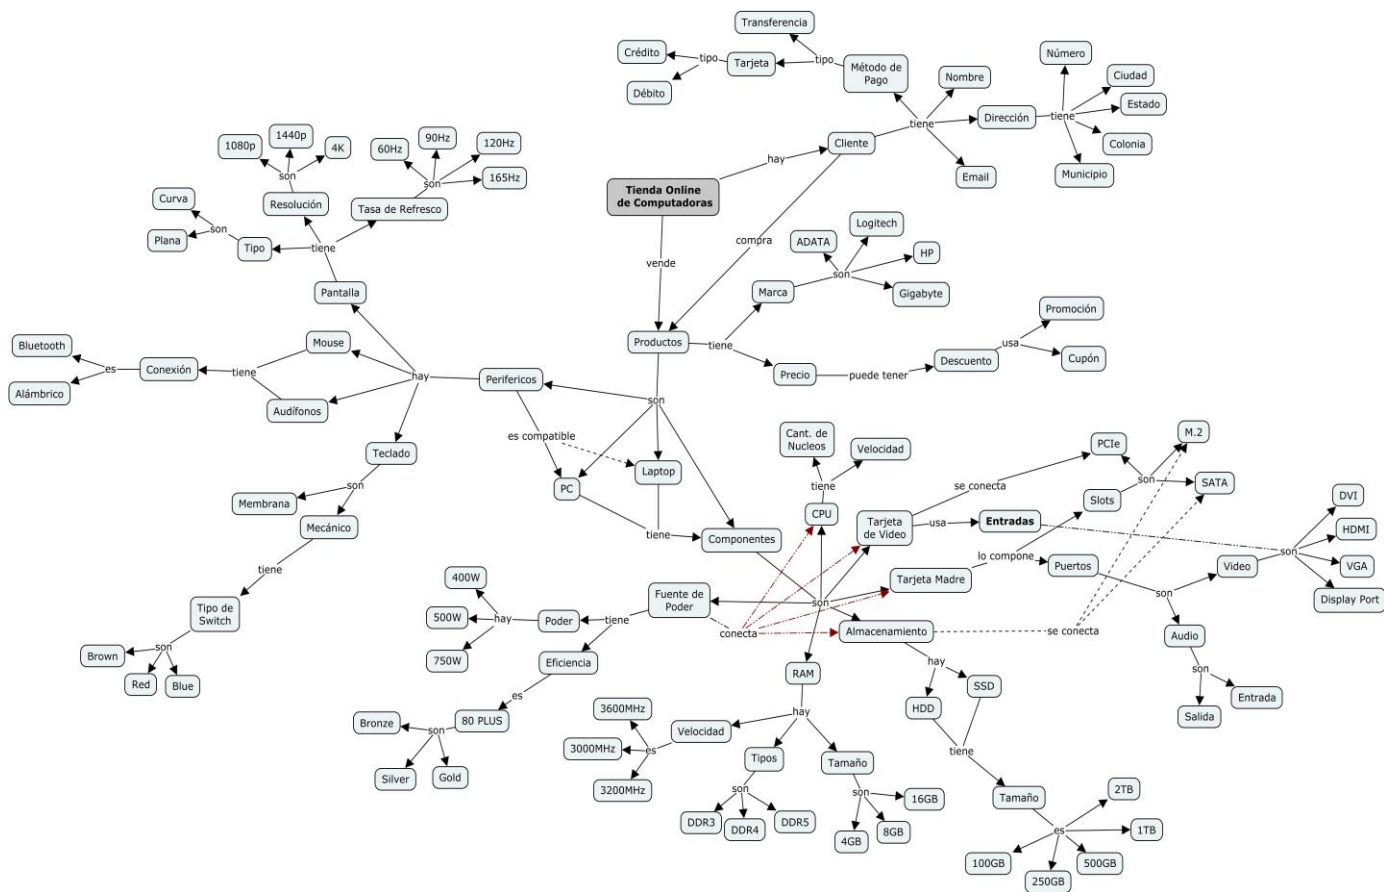 Transferencia
Crédito
tipo
Tarjeta
tipo
Método de
Pago
Débito
Nombre
Número
Ciudad
Estado
Dirección
tiene
tiene
Colonia
Municipio
Email
Cliente
hay
Tienda Online
de Computadoras
compra
vende
1080p
1440p
4K
son
Resolución
60Hz
90Hz
120Hz
165Hz
son
Tasa de Refresco
Curva
son
Plana
Tipo
tiene
Pantalla
ADATA
Logitech
HP
Gigabyte
son
Marca
Productos
tiene
Precio
puede tener
Descuento
usa
Promoción
Cupón
Bluetooth
es
Alámbrico
Conexión
tiene
Mouse
Audífonos
hay
Perifericos
son
es compatible
PC
Laptop
tiene
Componentes
Teclado
son
Membrana
Mecánico
tiene
Tipo de
Switch
son
Brown
Red
Blue
Cant. de
Nucleos
Velocidad
tiene
CPU
Tarjeta
de Video
se conecta
usa
Entradas
PCIe
M.2
son
SATA
Slots
lo compone
Tarjeta Madre
Puertos
son
Video
son
DVI
HDMI
VGA
Display Port
Audio
son
Salida
Entrada
son
Fuente de
Poder
conecta
Almacenamiento
se conecta
400W
500W
750W
hay
Poder
tiene
Eficiencia
es
80 PLUS
son
Bronze
Silver
Gold
RAM
hay
Velocidad
es
3600MHz
3000MHz
3200MHz
Tipos
son
DDR3
DDR4
DDR5
Tamaño
son
16GB
8GB
4GB
hay
HDD
SSD
tiene
Tamaño
es
2TB
1TB
500GB
250GB
100GB